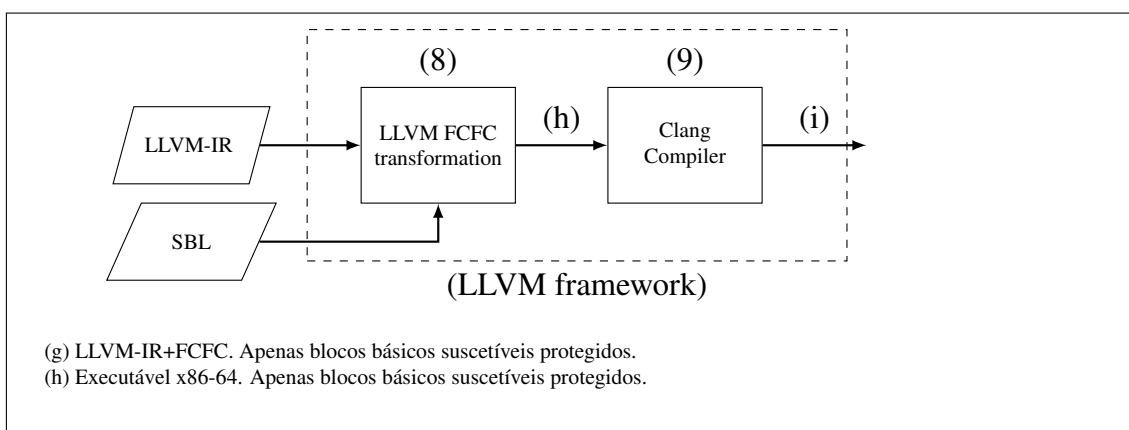 (8)
(9)
LLVM-IR
LLVM FCFC
transformation
(h)
Clang
Compiler
(i)
SBL
(LLVM framework)
(g) LLVM-IR+FCFC. Apenas blocos básicos suscetíveis protegidos.
(h) Executável x86-64. Apenas blocos básicos suscetíveis protegidos.